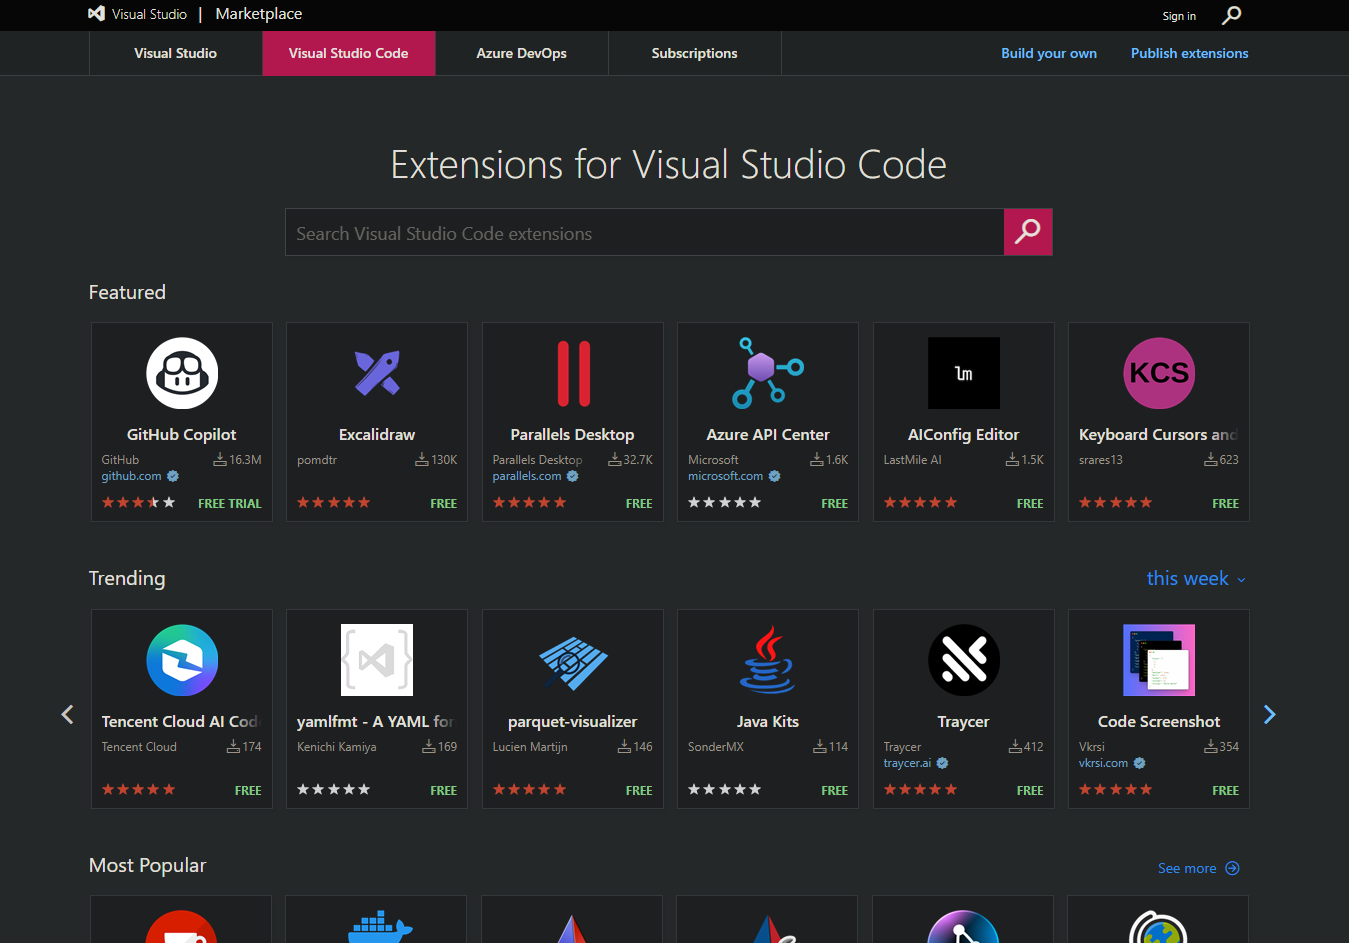 Visual Studio | Marketplace
Sign in
Visual Studio
Visual Studio Code
Azure DevOps
Subscriptions
Build your own
Publish extensions
Extensions for Visual Studio Code
Search Visual Studio Code extensions
Featured
GitHub Copilot
GitHub 16.3M
github.com
FREE TRIAL
Excalidraw
pomdtr 130K
FREE
Parallels Desktop
Parallels Desktop 32.7K
parallels.com
FREE
Azure API Center
Microsoft 1.6K
microsoft.com
FREE
lm
AIConfig Editor
LastMile AI 1.5K
FREE
KCS
Keyboard Cursors and
srares13 623
FREE
Trending
this week
Tencent Cloud AI Cod
Tencent Cloud 174
FREE
yamlfmt - A YAML for
Kenichi Kamiya 169
FREE
parquet-visualizer
Lucien Martijn 146
FREE
Java Kits
SonderMX 114
FREE
Traycer
Traycer 412
traycer.ai
FREE
Code Screenshot
Vkrsi 354
vkrsi.com
FREE
Most Popular
See more